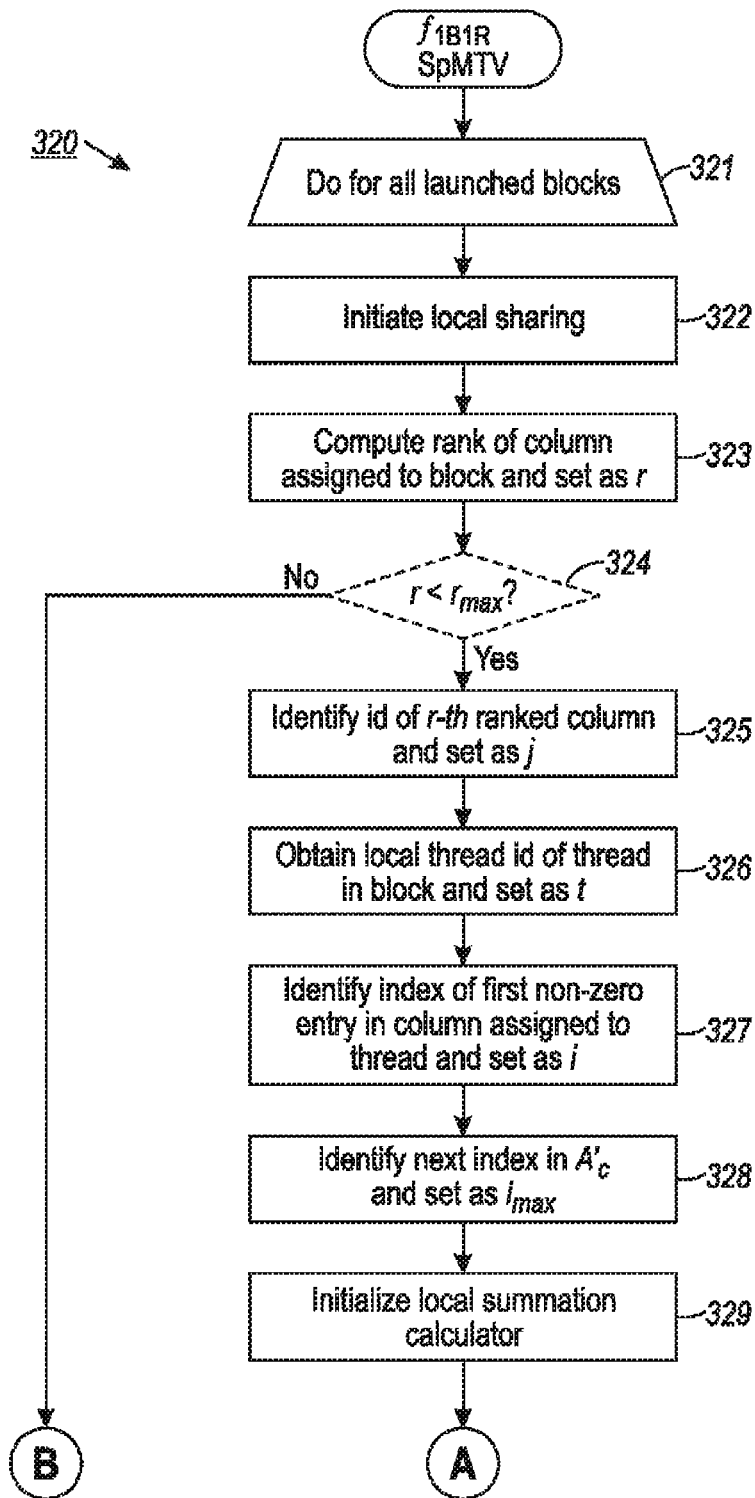 f1B1R
SpMTV
320
Do for all launched blocks
321
Initiate local sharing
322
Compute rank of column
assigned to block and set as r
323
No
r < rmax?
324
Yes
Identify id of r-th ranked column
and set as j
325
Obtain local thread id of thread
in block and set as t
326
Identify index of first non-zero
entry in column assigned to
thread and set as i
327
Identify next index in A'c
and set as imax
328
Initialize local summation
calculator
329
B
A